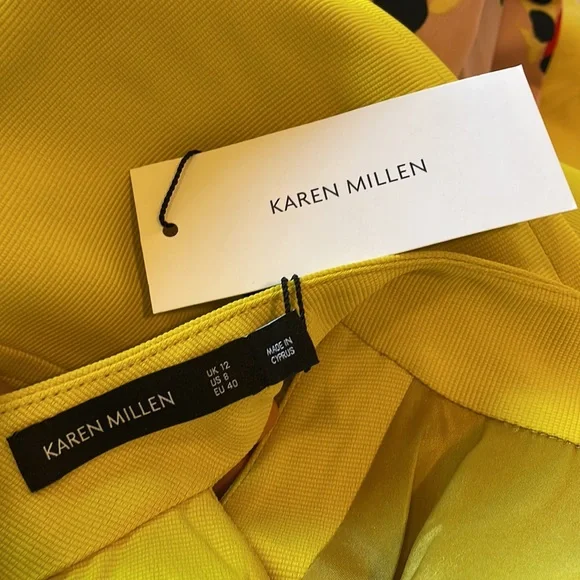 KAREN MILLEN
KAREN MILLEN
UK 12
US 8
EU 40
MADE IN
CYPRUS